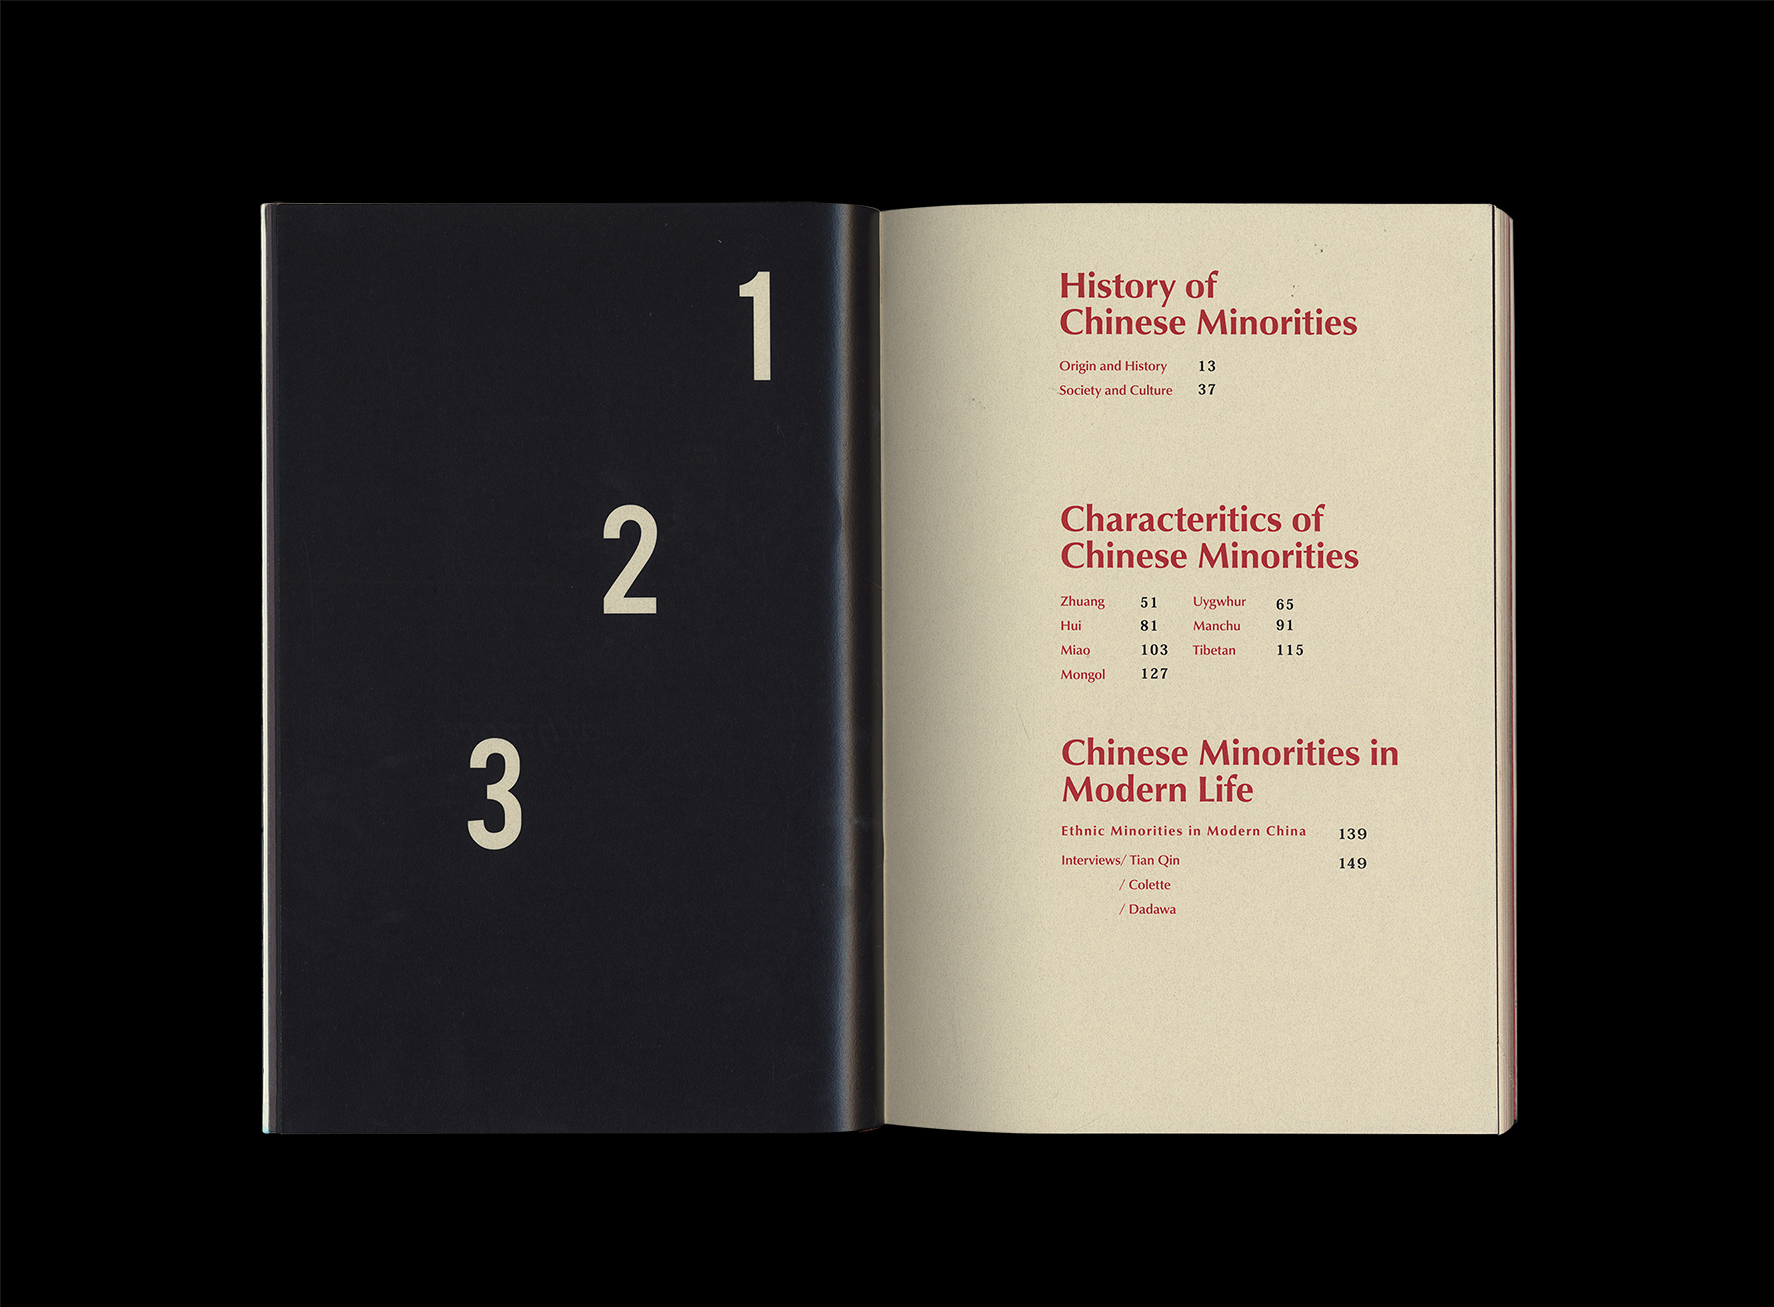 1
2
3
History of
Chinese Minorities
Origin and History 13
Society and Culture 37
Characteritics of
Chinese Minorities
Zhuang 51 Uygwhur 65
Hui 81 Manchu 91
Miao 103 Tibetan 115
Mongol 127
Chinese Minorities in
Modern Life
Ethnic Minorities in Modern China 139
Interviews/ Tian Qin 149
/ Colette
/ Dadawa